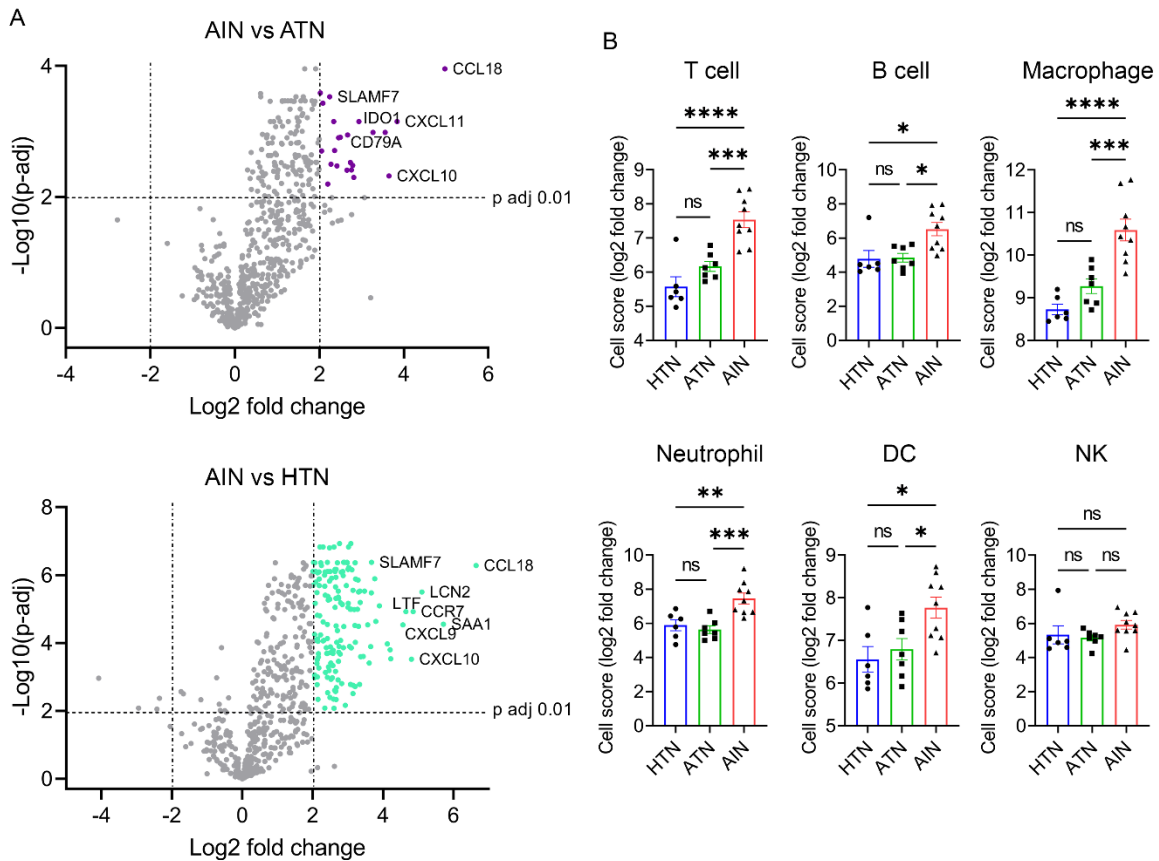 A
AIN vs ATN
4
CCL18
SLAMF7
IDO1
CXCL11
CD79A
CXCL10
2
p adj 0.01
0
-Log10(p-adj)
-4 -2 0 2 4 6
Log2 fold change
AIN vs HTN
8
6
4
2
0
SLAMF7
CCL18
LCN2
LTF
CCR7
SAA1
CXCL9
CXCL10
p adj 0.01
-Log10(p-adj)
-4 -2 0 2 4 6
Log2 fold change
B
T cell
****
***
ns
9
8
7
6
5
4
Cell score (log2 fold change)
HTN ATN AIN
B cell
*
ns *
10
8
6
4
2
0
Cell score (log2 fold change)
HTN ATN AIN
Macrophage
****
***
ns
12
11
10
9
8
Cell score (log2 fold change)
HTN ATN AIN
Neutrophil
**
***
ns
10
9
8
7
6
5
0
Cell score (log2 fold change)
HTN ATN AIN
DC
*
ns *
9
8
7
6
5
Cell score (log2 fold change)
HTN ATN AIN
NK
ns
ns ns
10
8
6
4
2
0
Cell score (log2 fold change)
HTN ATN AIN